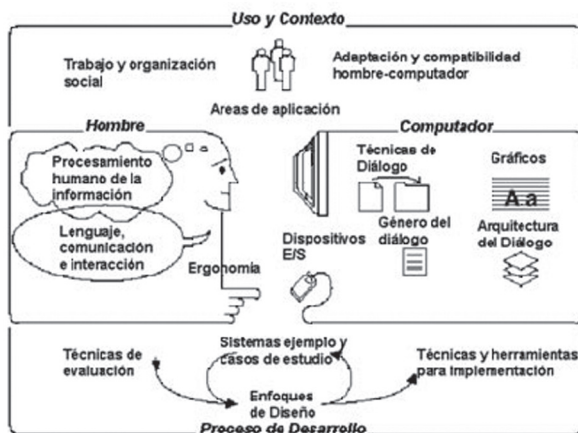 Uso y Contexto
Trabajo y organización
social
Adaptación y compatibilidad
hombre-computador
Areas de aplicación
Hombre
Procesamiento
humano de la
información
Lenguaje,
comunicación
e interacción
Ergonomía
Computador
Técnicas de
Diálogo
Gráficos
Aa
Género del
diálogo
Arquitectura
del Diálogo
Dispositivos
E/S
Sistemas ejemplo y
casos de estudio
Técnicas de
evaluación
Técnicas y herramientas
para implementación
Enfoques
de Diseño
Proceso de Desarrollo